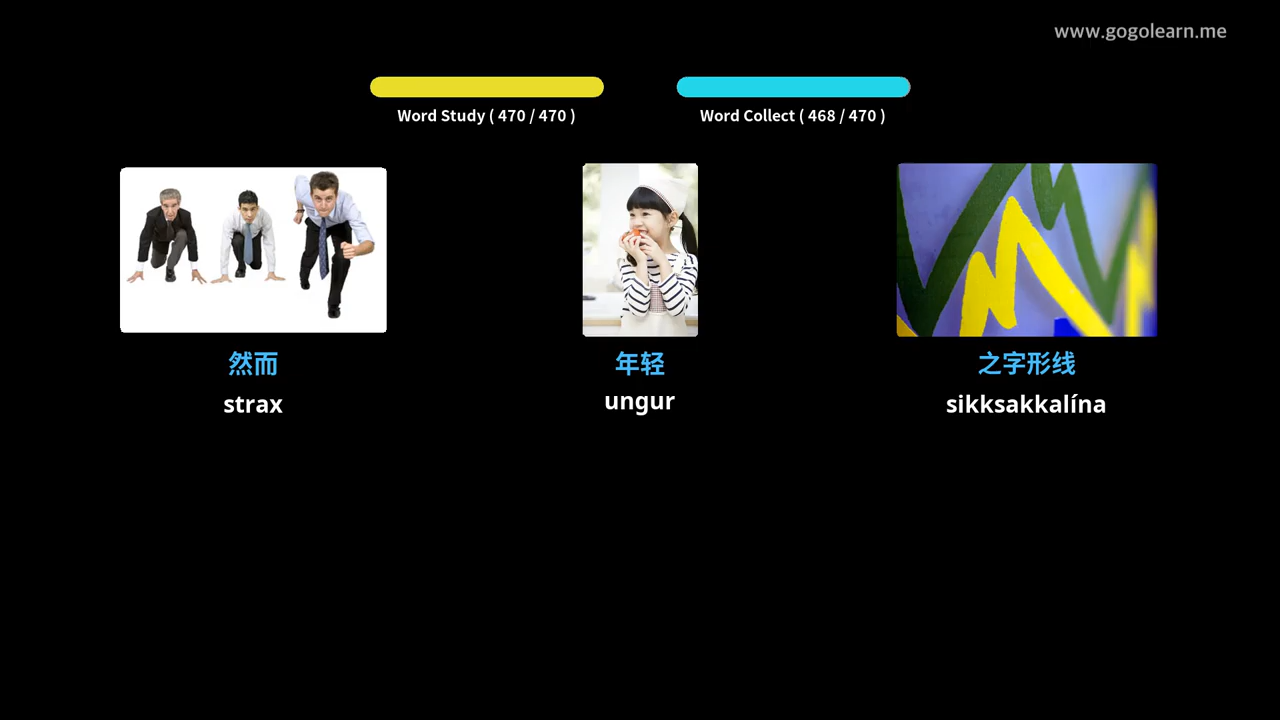 www.gogolearn.me
Word Study ( 470 / 470 )
Word Collect ( 468 / 470 )
然而
strax
年轻
ungur
之字形线
sikksakkalína